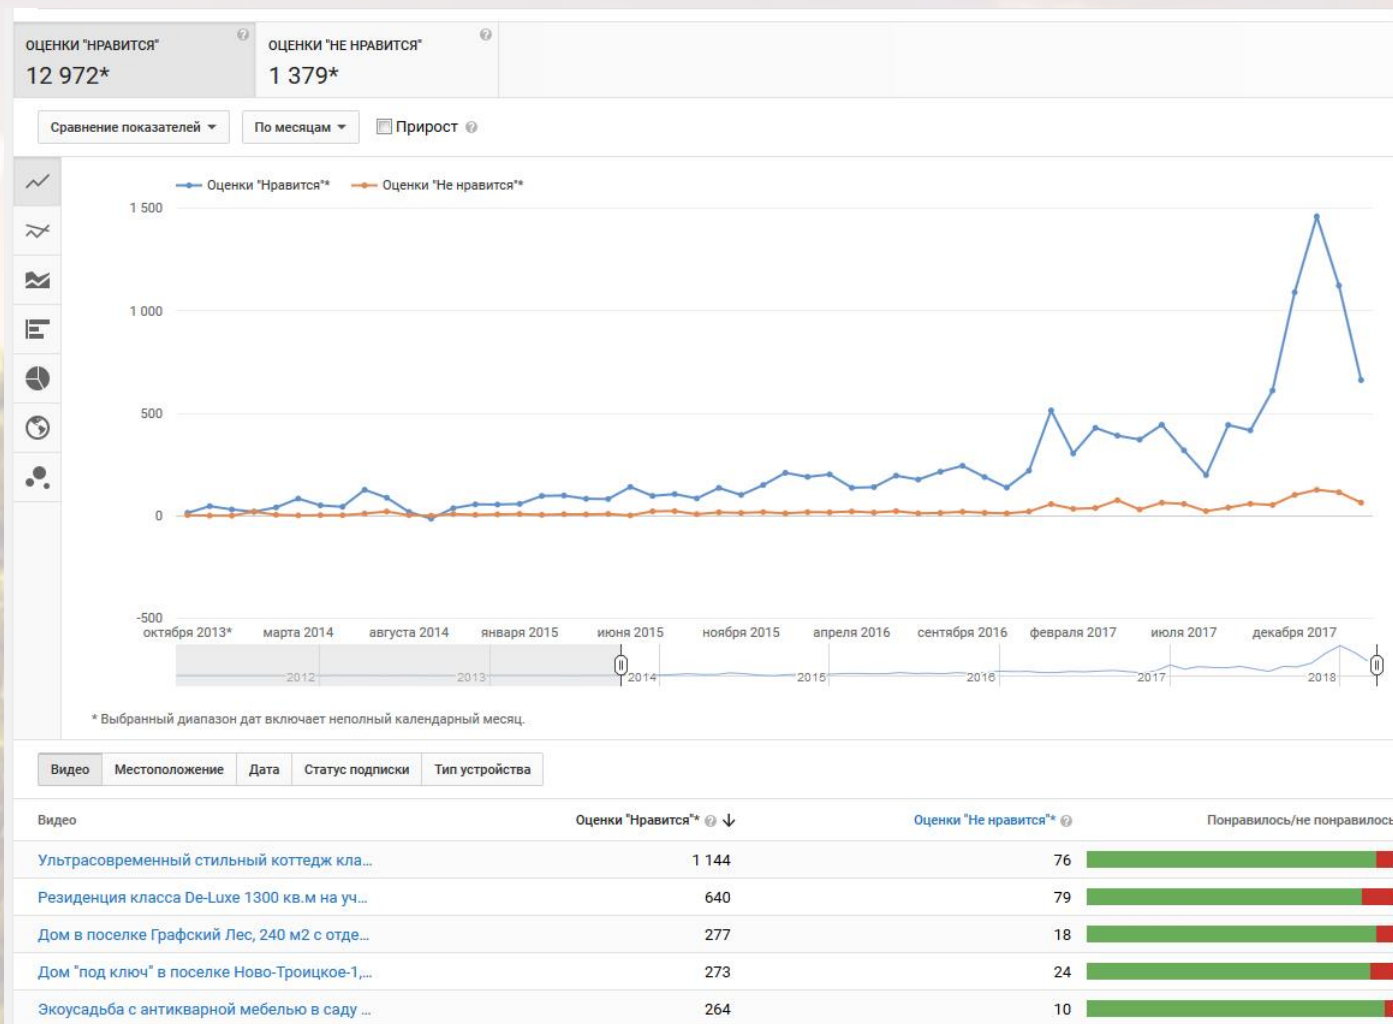 ОЦЕНКИ "НРАВИТСЯ"
12 972*
ОЦЕНКИ "НЕ НРАВИТСЯ"
1 379*
Сравнение показателей
По месяцам
Прирост
Оценки "Нравится"*
Оценки "Не нравится"*
1 500
1 000
500
0
-500
октября 2013* марта 2014 августа 2014 января 2015 июня 2015 ноября 2015 апреля 2016 сентября 2016 февраля 2017 июля 2017 декабря 2017
2012 2013 2014 2015 2016 2017 2018
* Выбранный диапазон дат включает неполный календарный месяц.
Видео Местоположение Дата Статус подписки Тип устройства
Видео Оценки "Нравится"* Оценки "Не нравится"* Понравилось/не понравилось
Ультрасовременный стильный коттедж кла... 1 144 76
Резиденция класса De-Luxe 1300 кв.м на уч... 640 79
Дом в поселке Графский Лес, 240 м2 с отде... 277 18
Дом "под ключ" в поселке Ново-Троицкое-1,... 273 24
Экоусадьба с антикварной мебелью в саду ... 264 10